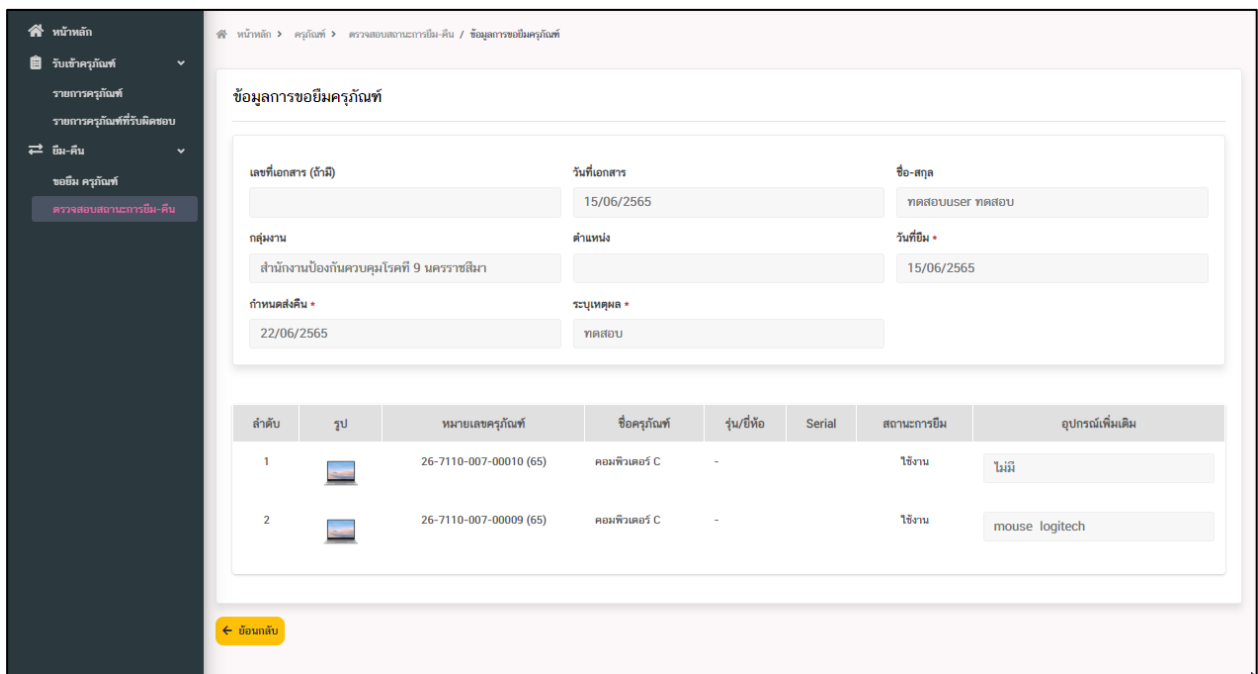 หน้าหลัก
รับเข้าครุภัณฑ์
รายการครุภัณฑ์
รายการครุภัณฑ์ที่รับผิดชอบ
ยืม-คืน
ขอยืม ครุภัณฑ์
ตรวจสอบสถานะการยืม-คืน
หน้าหลัก > ครุภัณฑ์ > ตรวจสอบสถานะการยืม-คืน / ข้อมูลการขอยืมครุภัณฑ์
ข้อมูลการขอยืมครุภัณฑ์
เลขที่เอกสาร (ถ้ามี) วันที่เอกสาร ชื่อ-สกุล
15/06/2565 ทดสอบuser ทดสอบ
กลุ่มงาน ตำแหน่ง วันที่ยืม *
สำนักงานป้องกันควบคุมโรคที่ 9 นครราชสีมา 15/06/2565
กำหนดส่งคืน * ระบุเหตุผล *
22/06/2565 ทดสอบ
ลำดับ รูป หมายเลขครุภัณฑ์ ชื่อครุภัณฑ์ รุ่น/ยี่ห้อ Serial สถานะการยืม อุปกรณ์เพิ่มเติม
1 26-7110-007-00010 (65) คอมพิวเตอร์ C - ใช้งาน ไม่มี
2 26-7110-007-00009 (65) คอมพิวเตอร์ C - ใช้งาน mouse logitech
← ย้อนกลับ